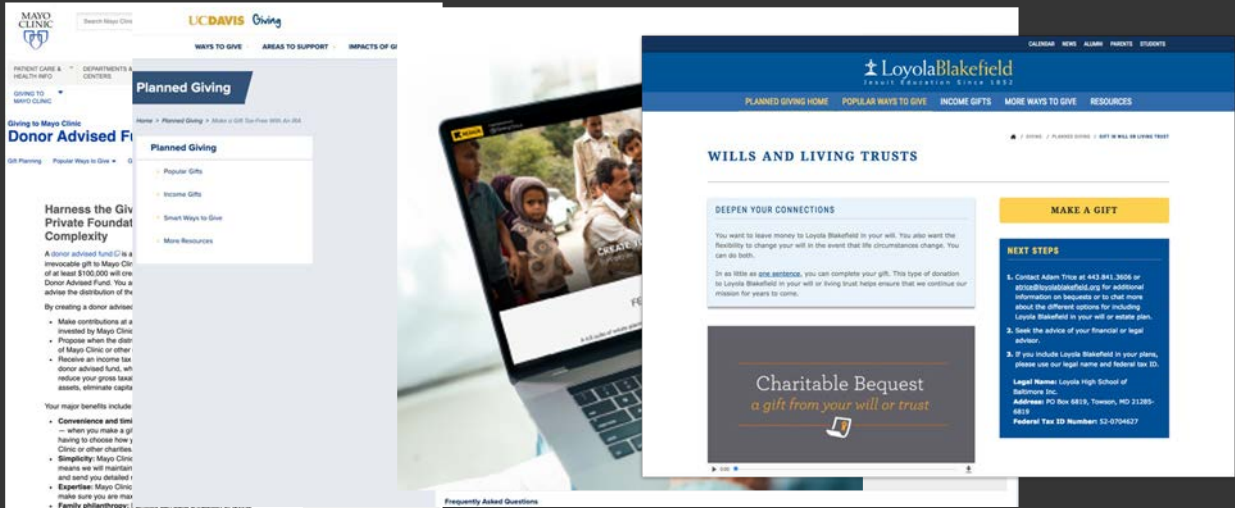 MAYO
CLINIC
Search Mayo Clinic
PATIENT CARE &
HEALTH INFO
DEPARTMENTS &
CENTERS
GIVING TO
MAYO CLINIC
Giving to Mayo Clinic
Donor Advised
Gift Planning Popular Ways to Give
Harness the
Private
Complexity
A donor advised fund is a
irrevocable gift to Mayo
of at least $100,000 will
Donor Advised Fund. You
advise the distribution of
By creating a donor advised
Make contributions at
invested by Mayo
Propose when the
of Mayo Clinic or other
Receive an income tax
donor advised fund,
reduce your gross
assets, eliminate
Your major benefits include
Convenience and
— when you make a
having to choose how
Clinic or other charities
Simplicity: Mayo
means we will maintain
and send you detailed
Expertise: Mayo Clinic
make sure you are
Family philanthropy:
UCDAVIS Giving
WAYS TO GIVE AREAS TO SUPPORT IMPACTS OF
Planned Giving
Home > Planned Giving > Make a Gift Tax-Free With An IRA
Planned Giving
Popular Gifts
Income Gifts
Smart Ways to Give
More Resources
CREATE
Frequently Asked Questions
CALENDAR NEWS ALUMNI PARENTS STUDENTS
LoyolaBlakefield
Jesuit Education Since 1852
PLANNED GIVING HOME POPULAR WAYS TO GIVE INCOME GIFTS MORE WAYS TO GIVE RESOURCES
/ GIVING / PLANNED GIVING / GIFT IN WILL OR LIVING TRUST
WILLS AND LIVING TRUSTS
DEEPEN YOUR CONNECTIONS
You want to leave money to Loyola Blakefield in your will. You also want the
flexibility to change your will in the event that life circumstances change. You
can do both.
In as little as one sentence, you can complete your gift. This type of donation
to Loyola Blakefield in your will or living trust helps ensure that we continue our
mission for years to come.
Charitable Bequest
a gift from your will or trust
0:00
MAKE A GIFT
NEXT STEPS
1. Contact Adam Trice at 443.841.3606 or
atrice@loyolablakefield.org for additional
information on bequests or to chat more
about the different options for including
Loyola Blakefield in your will or estate plan.
2. Seek the advice of your financial or legal
advisor.
3. If you include Loyola Blakefield in your plans,
please use our legal name and federal tax ID.
Legal Name: Loyola High School of
Baltimore Inc.
Address: PO Box 6819, Towson, MD 21285-
6819
Federal Tax ID Number: 52-0704627